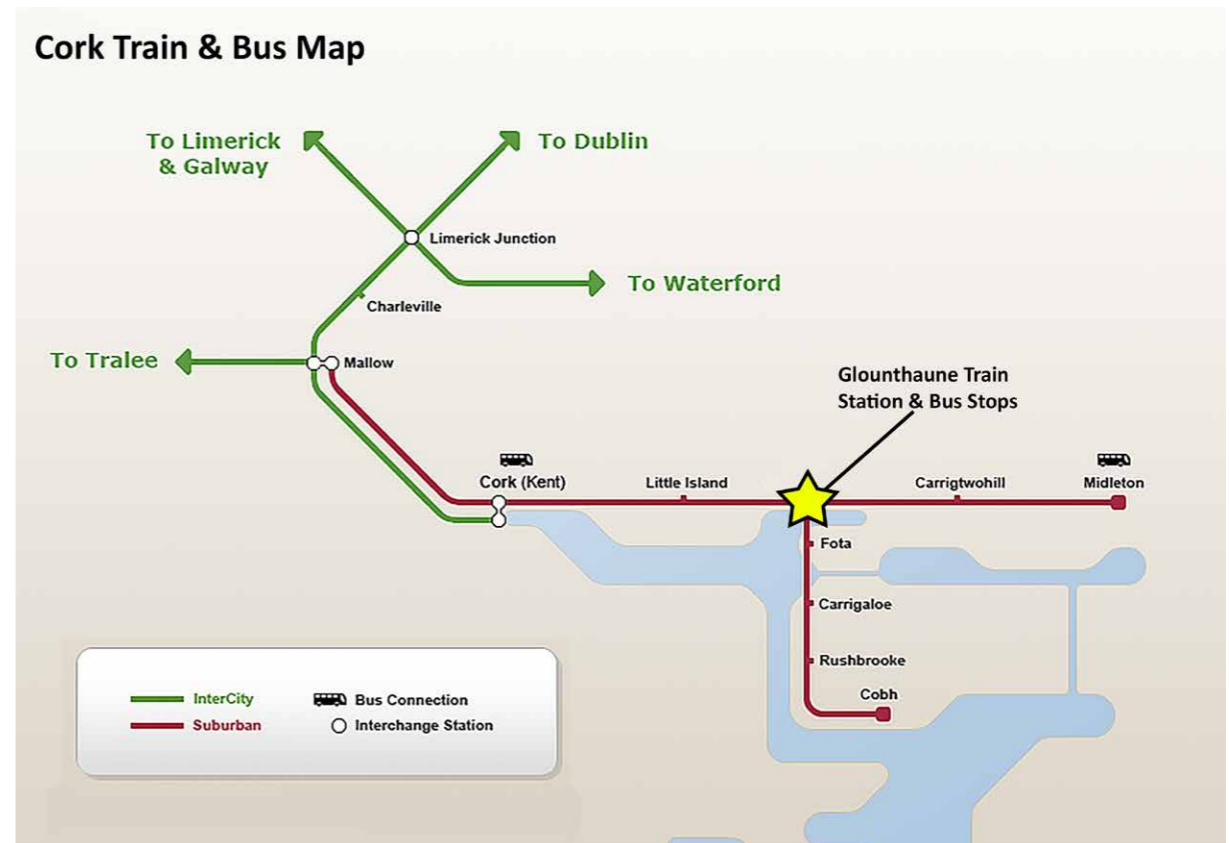 Cork Train & Bus Map
To Limerick
& Galway
To Dublin
Limerick Junction
To Waterford
Charleville
To Tralee
Mallow
Glounthaune Train
Station & Bus Stops
Cork (Kent)
Little Island
Carrigtwohill
Midleton
Fota
Carrigaloe
Rushbrooke
Cobh
InterCity
Bus Connection
Suburban
Interchange Station